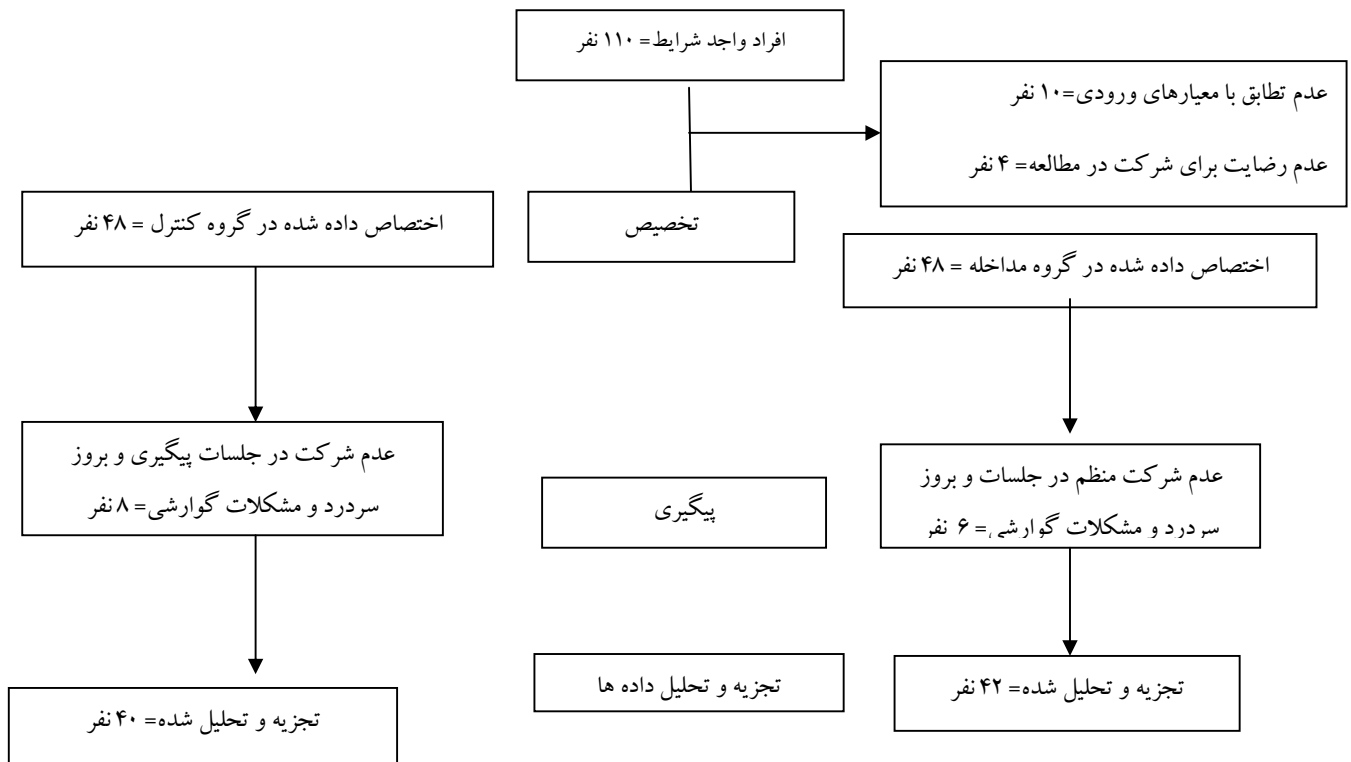 افراد واجد شرایط= ۱۱۰ نفر
عدم تطابق با معیارهای ورودی=۱۰ نفر
عدم رضایت برای شرکت در مطالعه= ۴ نفر
تخصیص
اختصاص داده شده در گروه مداخله = ۴۸ نفر
اختصاص داده شده در گروه کنترل = ۴۸ نفر
پیگیری
عدم شرکت منظم در جلسات و بروز
سردرد و مشکلات گوارشی= ۶ نفر
عدم شرکت در جلسات پیگیری و بروز
سردرد و مشکلات گوارشی= ۸ نفر
تجزیه و تحلیل داده ها
تجزیه و تحلیل شده= ۴۲ نفر
تجزیه و تحلیل شده= ۴۰ نفر